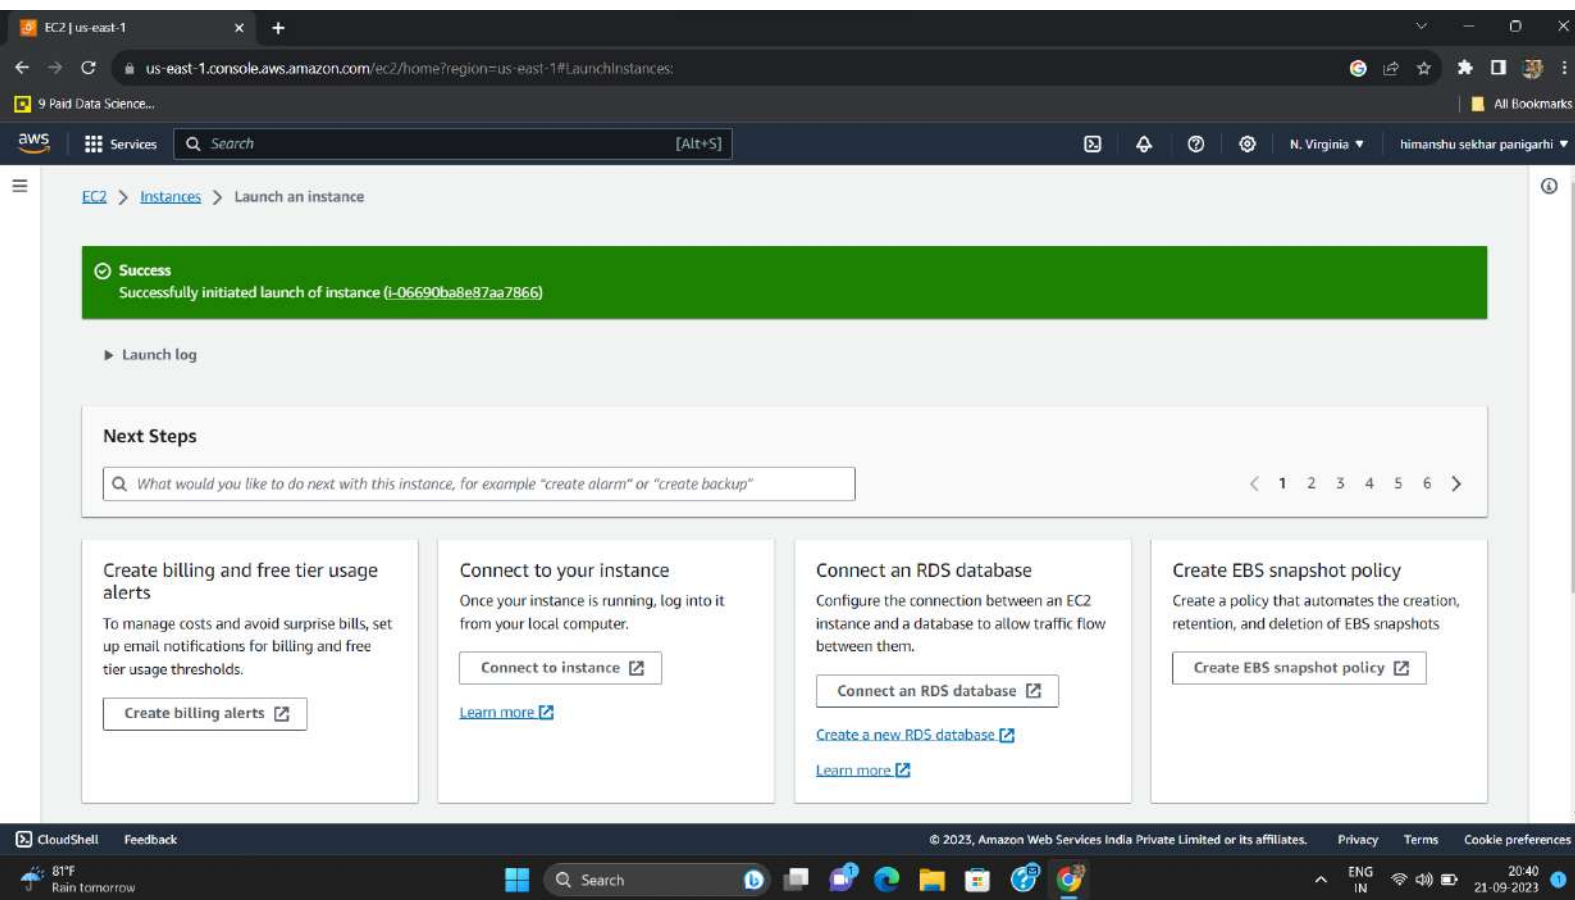 EC2 | us-east-1
us-east-1.console.aws.amazon.com/ec2/home?region=us-east-1#LaunchInstances:
9 Paid Data Science...
All Bookmarks
aws
Services
Search
[Alt+S]
N. Virginia
himanshu sekhar panigarhi
EC2 > Instances > Launch an instance
Success
Successfully initiated launch of instance (i-06690ba8e87aa7866)
Launch log
Next Steps
What would you like to do next with this instance, for example "create alarm" or "create backup"
< 1 2 3 4 5 6 >
Create billing and free tier usage
alerts
To manage costs and avoid surprise bills, set
up email notifications for billing and free
tier usage thresholds.
Create billing alerts
Connect to your instance
Once your instance is running, log into it
from your local computer.
Connect to instance
Learn more
Connect an RDS database
Configure the connection between an EC2
instance and a database to allow traffic flow
between them.
Connect an RDS database
Create a new RDS database
Learn more
Create EBS snapshot policy
Create a policy that automates the creation,
retention, and deletion of EBS snapshots
Create EBS snapshot policy
CloudShell
Feedback
© 2023, Amazon Web Services India Private Limited or its affiliates.
Privacy
Terms
Cookie preferences
81°F
Rain tomorrow
Search
ENG
IN
20:40
21-09-2023
1